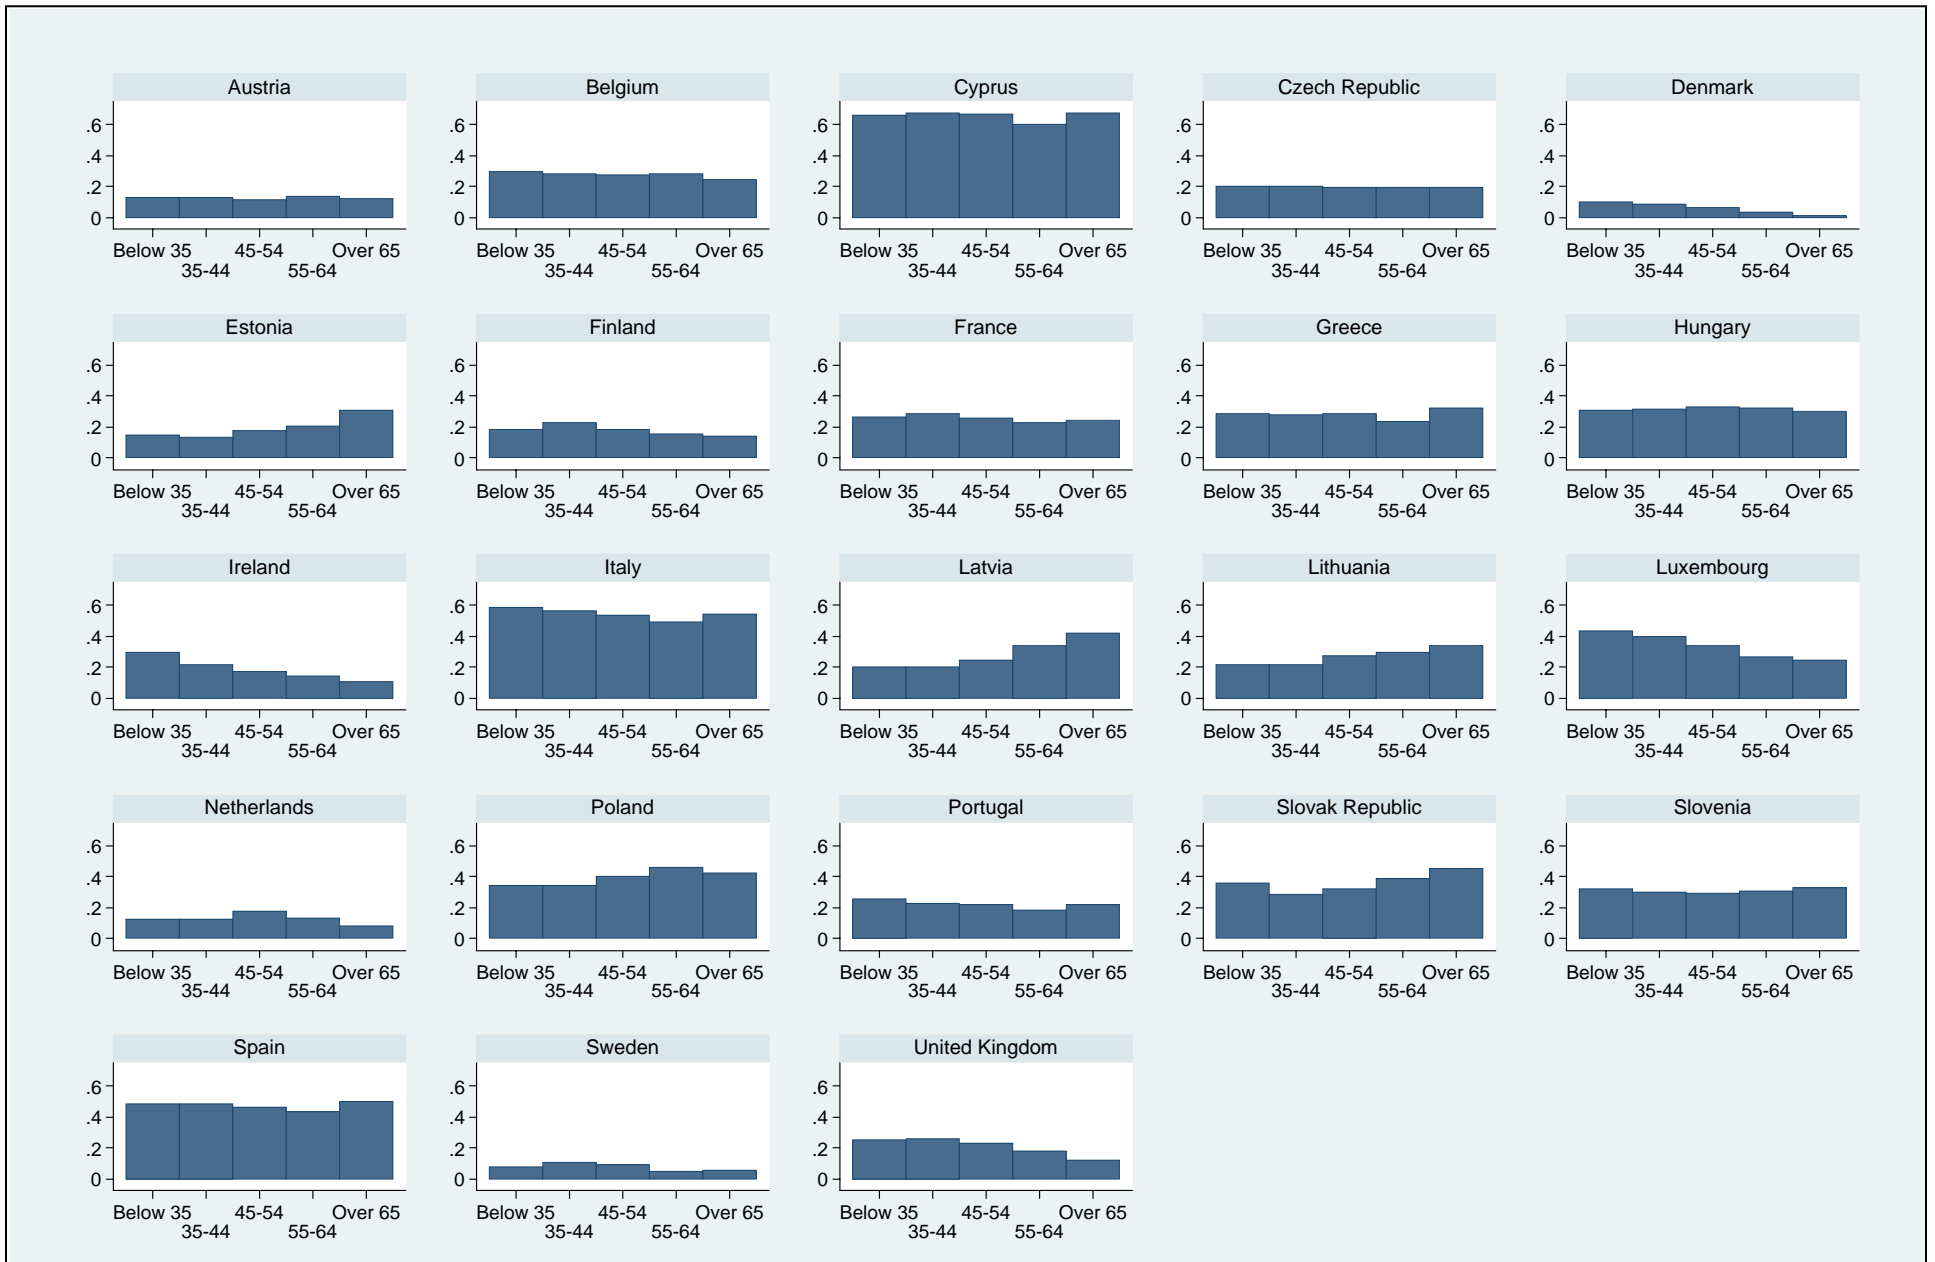 Austria Belgium Cyprus Czech Republic Denmark
.6 .6 .6 .6 .6
.4 .4 .4 .4 .4
.2 .2 .2 .2 .2
0 0 0 0 0
Below 35 45-54 Over 65 Below 35 45-54 Over 65 Below 35 45-54 Over 65 Below 35 45-54 Over 65 Below 35 45-54 Over 65
35-44 55-64 35-44 55-64 35-44 55-64 35-44 55-64 35-44 55-64
Estonia Finland France Greece Hungary
.6 .6 .6 .6 .6
.4 .4 .4 .4 .4
.2 .2 .2 .2 .2
0 0 0 0 0
Below 35 45-54 Over 65 Below 35 45-54 Over 65 Below 35 45-54 Over 65 Below 35 45-54 Over 65 Below 35 45-54 Over 65
35-44 55-64 35-44 55-64 35-44 55-64 35-44 55-64 35-44 55-64
Ireland Italy Latvia Lithuania Luxembourg
.6 .6 .6 .6 .6
.4 .4 .4 .4 .4
.2 .2 .2 .2 .2
0 0 0 0 0
Below 35 45-54 Over 65 Below 35 45-54 Over 65 Below 35 45-54 Over 65 Below 35 45-54 Over 65 Below 35 45-54 Over 65
35-44 55-64 35-44 55-64 35-44 55-64 35-44 55-64 35-44 55-64
Netherlands Poland Portugal Slovak Republic Slovenia
.6 .6 .6 .6 .6
.4 .4 .4 .4 .4
.2 .2 .2 .2 .2
0 0 0 0 0
Below 35 45-54 Over 65 Below 35 45-54 Over 65 Below 35 45-54 Over 65 Below 35 45-54 Over 65 Below 35 45-54 Over 65
35-44 55-64 35-44 55-64 35-44 55-64 35-44 55-64 35-44 55-64
Spain Sweden United Kingdom
.6 .6 .6
.4 .4 .4
.2 .2 .2
0 0 0
Below 35 45-54 Over 65 Below 35 45-54 Over 65 Below 35 45-54 Over 65
35-44 55-64 35-44 55-64 35-44 55-64